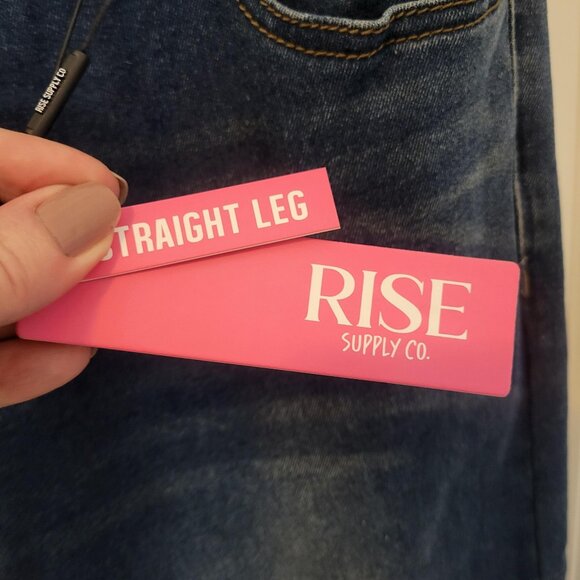 RISE SUPPLY CO
STRAIGHT LEG
RISE
SUPPLY CO.